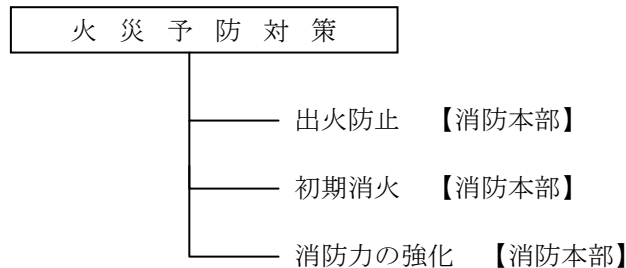 火災予防対策
出火防止 【消防本部】
初期消火 【消防本部】
消防力の強化 【消防本部】